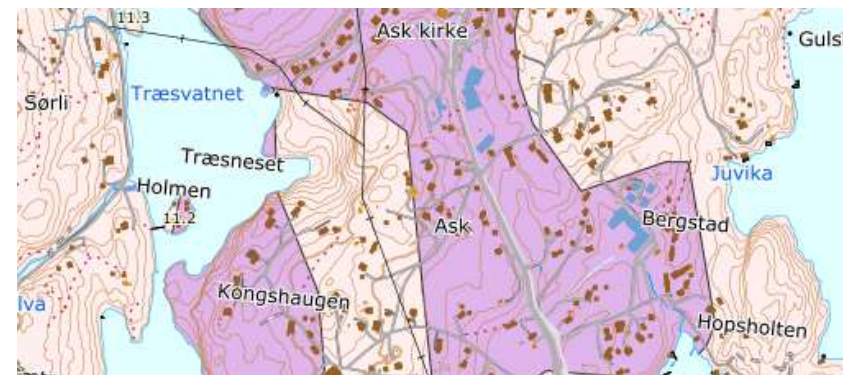 11.3
Ask kirke
Guls
Træsvatnet
Sørli
Træsneset
Juvika
Holmen
11.2
Bergstad
Ask
Kongshaugen
lva
Hopsholten